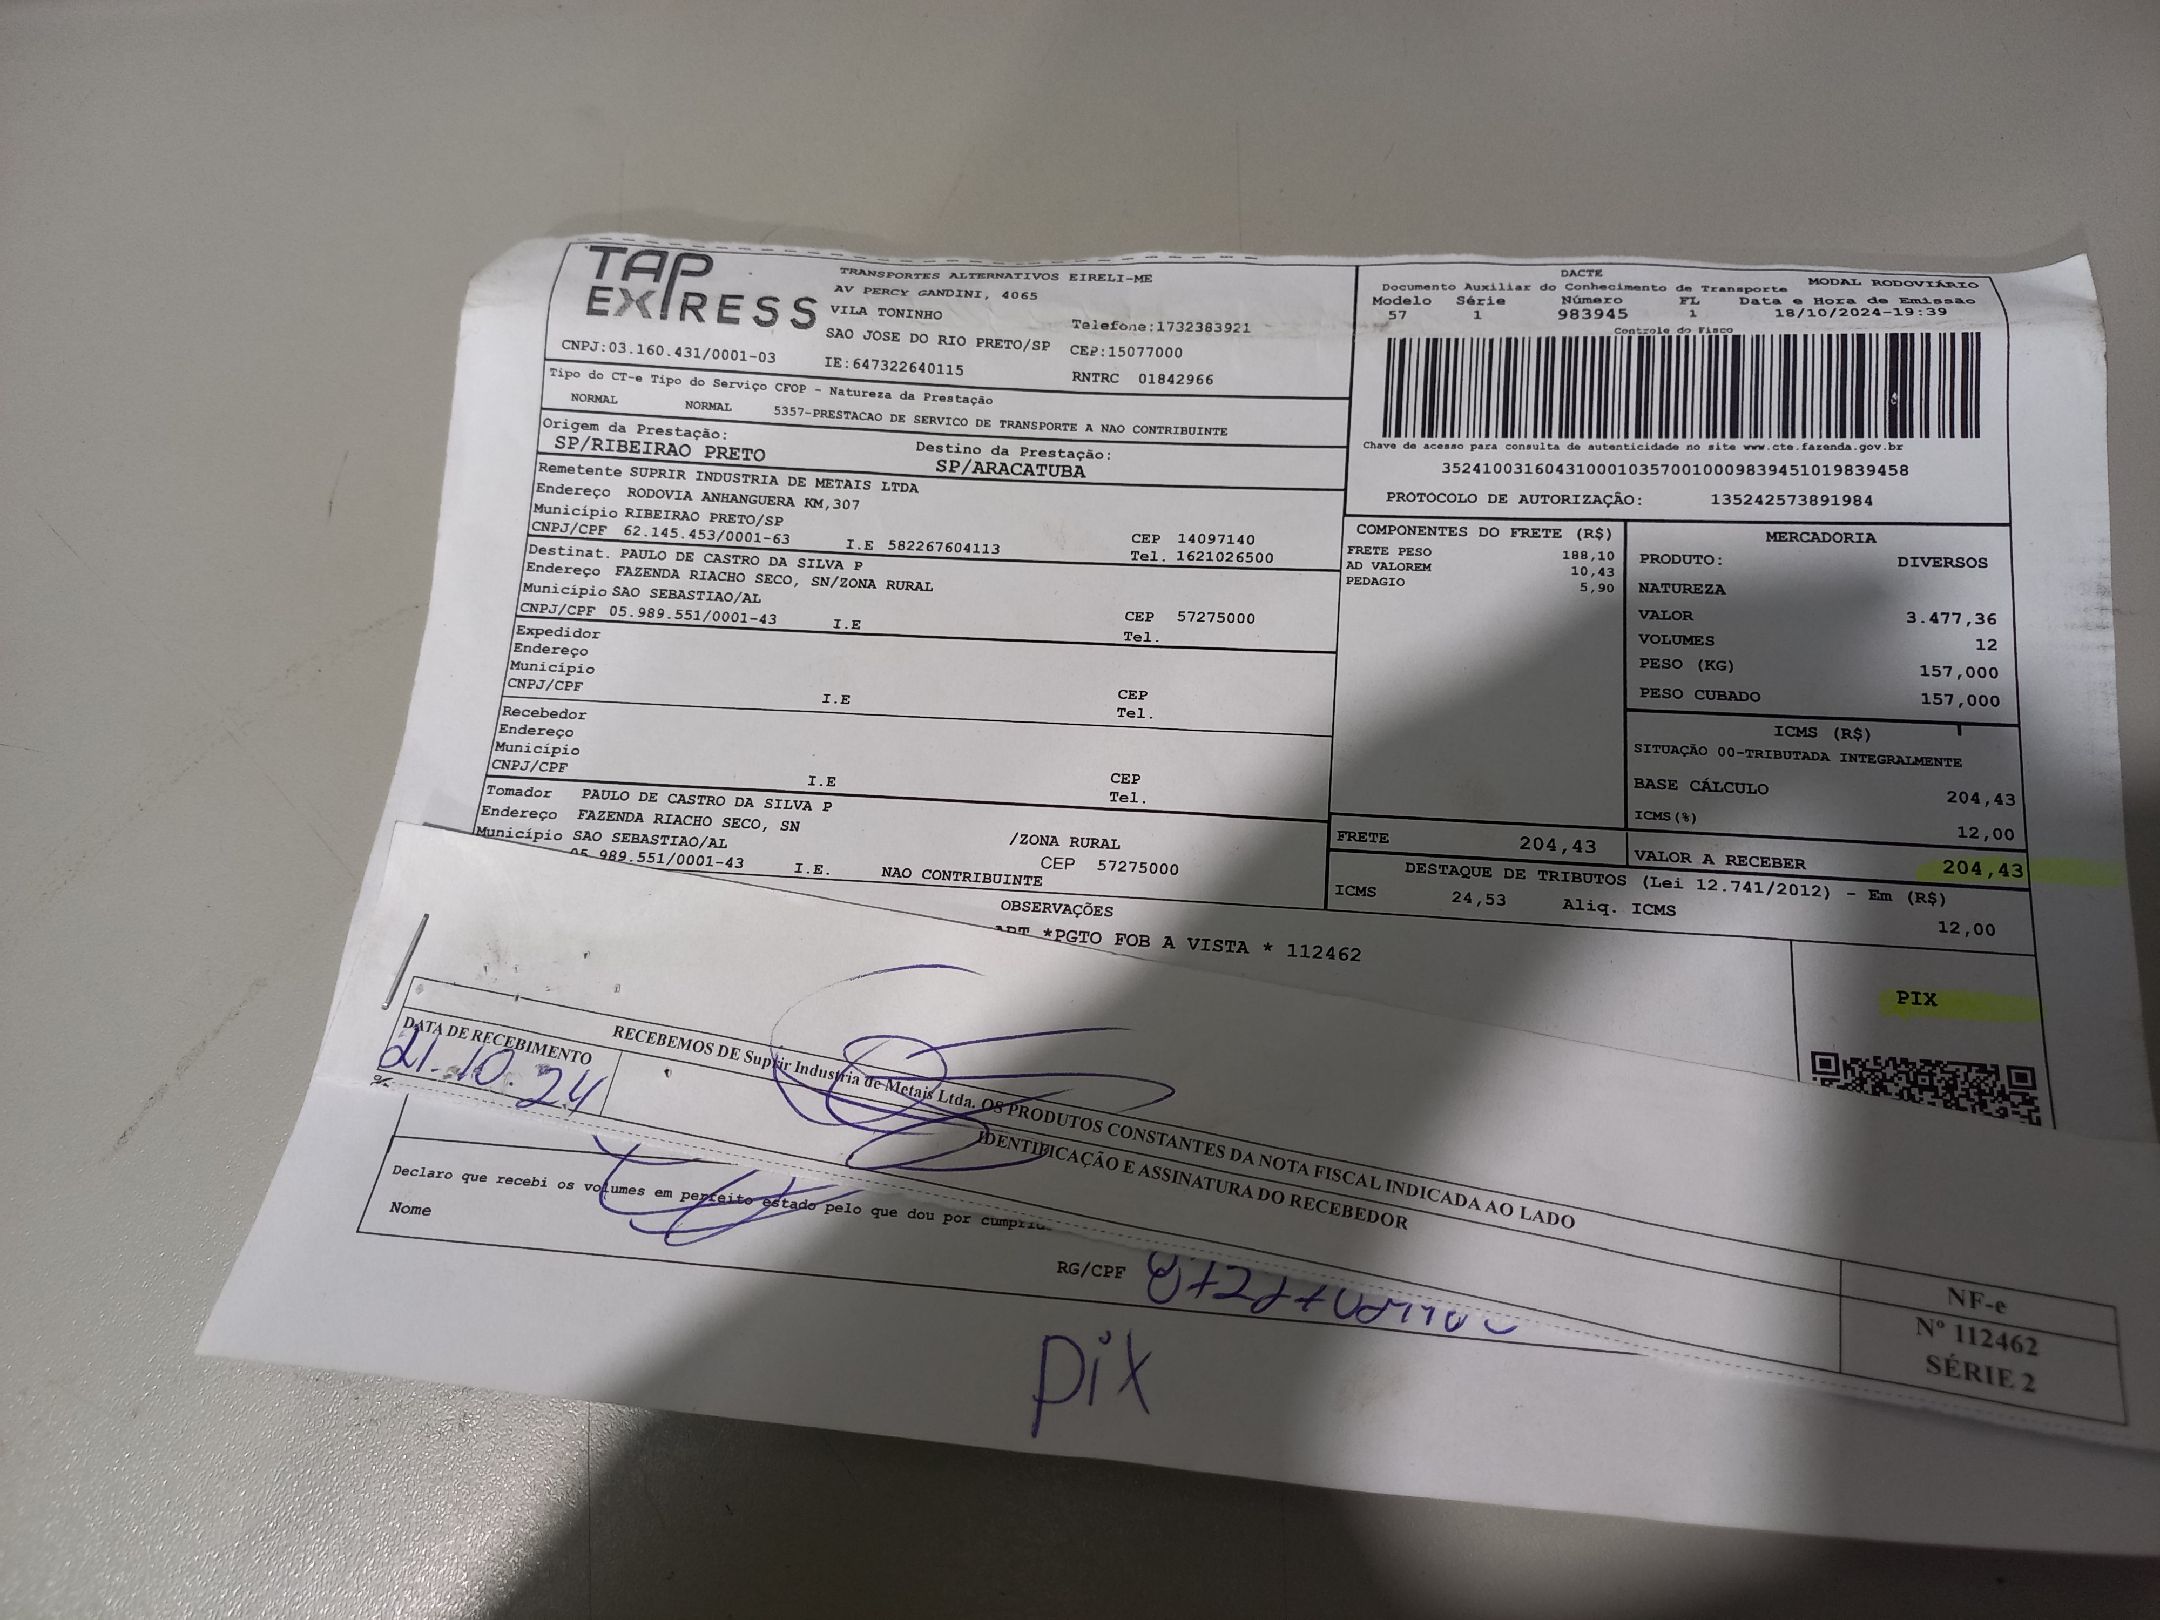 TAP EXPRESS
TRANSPORTES ALTERNATIVOS EIRELI-ME
AV PERCY GANDINI, 4065
VILA TONINHO Telefone:1732383921
SAO JOSE DO RIO PRETO/SP CEP:15077000
CNPJ:03.160.431/0001-03 IE:647322640115 RNTRC 01842966
Tipo do CT-e Tipo do Serviço CFOP - Natureza da Prestação
NORMAL NORMAL 5357-PRESTACAO DE SERVICO DE TRANSPORTE A NAO CONTRIBUINTE
Origem da Prestação: Destino da Prestação:
SP/RIBEIRAO PRETO SP/ARACATUBA
Remetente SUPRIR INDUSTRIA DE METAIS LTDA
Endereço RODOVIA ANHANGUERA KM,307
Município RIBEIRAO PRETO/SP CEP 14097140
CNPJ/CPF 62.145.453/0001-63 I.E 582267604113 Tel. 1621026500
Destinat. PAULO DE CASTRO DA SILVA P
Endereço FAZENDA RIACHO SECO, SN/ZONA RURAL
Município SAO SEBASTIAO/AL CEP 57275000
CNPJ/CPF 05.989.551/0001-43 I.E Tel.
Expedidor
Endereço
Município CEP
CNPJ/CPF I.E Tel.
Recebedor
Endereço
Município CEP
CNPJ/CPF I.E Tel.
Tomador PAULO DE CASTRO DA SILVA P
Endereço FAZENDA RIACHO SECO, SN /ZONA RURAL
Município SAO SEBASTIAO/AL CEP 57275000
05.989.551/0001-43 I.E. NAO CONTRIBUINTE
OBSERVAÇÕES
*PGTO FOB A VISTA * 112462
DACTE MODAL RODOVIÁRIO
Documento Auxiliar do Conhecimento de Transporte
Modelo Série Número FL Data e Hora de Emissão
57 1 983945 1 18/10/2024-19:39
Controle do Fisco
Chave de acesso para consulta de autenticidade no site www.cte.fazenda.gov.br
35241003160431000103570010009839451019839458
PROTOCOLO DE AUTORIZAÇÃO: 135242573891984
COMPONENTES DO FRETE (R$)
FRETE PESO 188,10
AD VALOREM 10,43
PEDAGIO 5,90
MERCADORIA
PRODUTO: DIVERSOS
NATUREZA
VALOR 3.477,36
VOLUMES 12
PESO (KG) 157,000
PESO CUBADO 157,000
ICMS (R$)
SITUAÇÃO 00-TRIBUTADA INTEGRALMENTE
BASE CÁLCULO 204,43
ICMS(%) 12,00
FRETE 204,43 VALOR A RECEBER 204,43
DESTAQUE DE TRIBUTOS (Lei 12.741/2012) - Em (R$)
ICMS 24,53 Aliq. ICMS 12,00
PIX
RECEBEMOS DE Suprir Industria de Metais Ltda. OS PRODUTOS CONSTANTES DA NOTA FISCAL INDICADA AO LADO
DATA DE RECEBIMENTO IDENTIFICAÇÃO E ASSINATURA DO RECEBEDOR
21.10.24
NF-e
Nº 112462
SÉRIE 2
Declaro que recebi os volumes em perfeito estado pelo que dou por
Nome
RG/CPF
pix